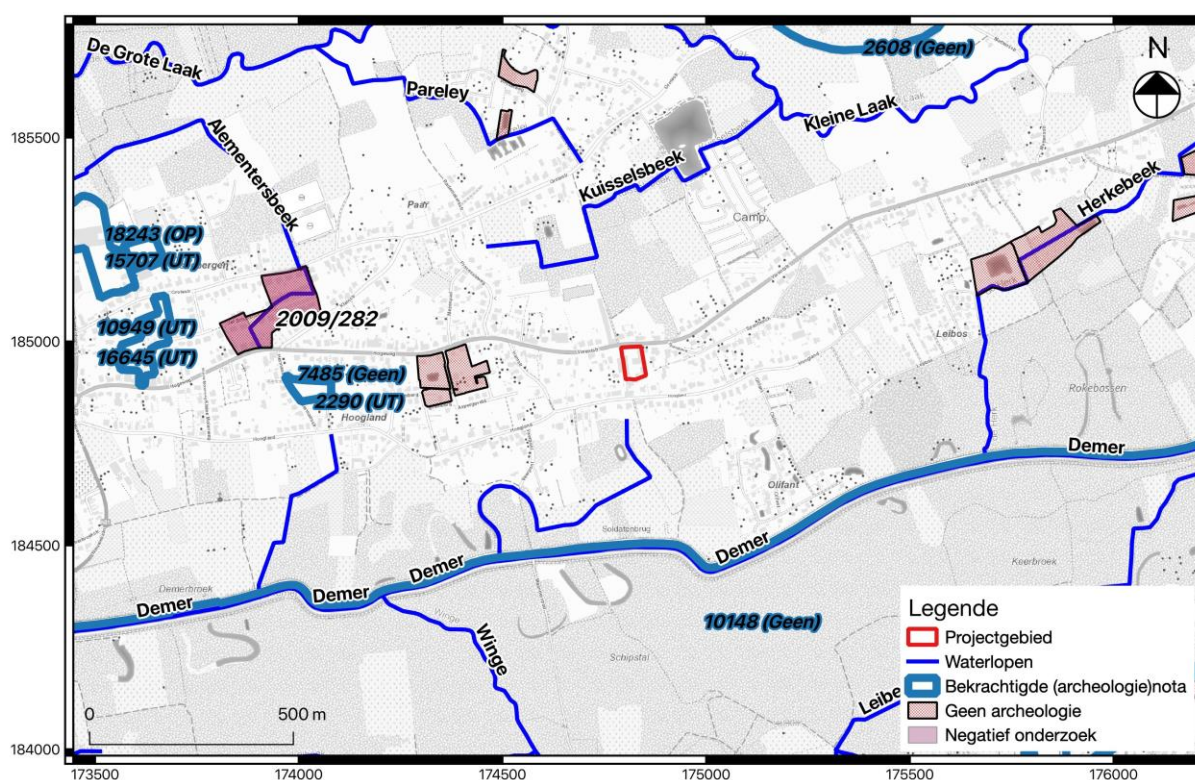 De Grote Laak
2608 (Geen)
N
Pareley
Kleine Laak
185500
Alementersbeek
Kuisselsbeek
Herkebeek
Camp.
18243 (OP)
15707 (UT)
2009/282
10949 (UT)
16645 (UT)
185000
Leibos
7485 (Geen)
2290 (UT)
Hoogland
Rokebossen
Demer
Olifant
Soldatenbrug
184500
Demer
Demer
Demerbroek
Demer
Demer
Keerbroek
Winge
10148 (Geen)
Winge
Schipstal
Leibe
Legende
Projectgebied
Waterlopen
Bekrachtigde (archeologie)nota
Geen archeologie
Negatief onderzoek
0 500 m
184000
173500 174000 174500 175000 175500 176000